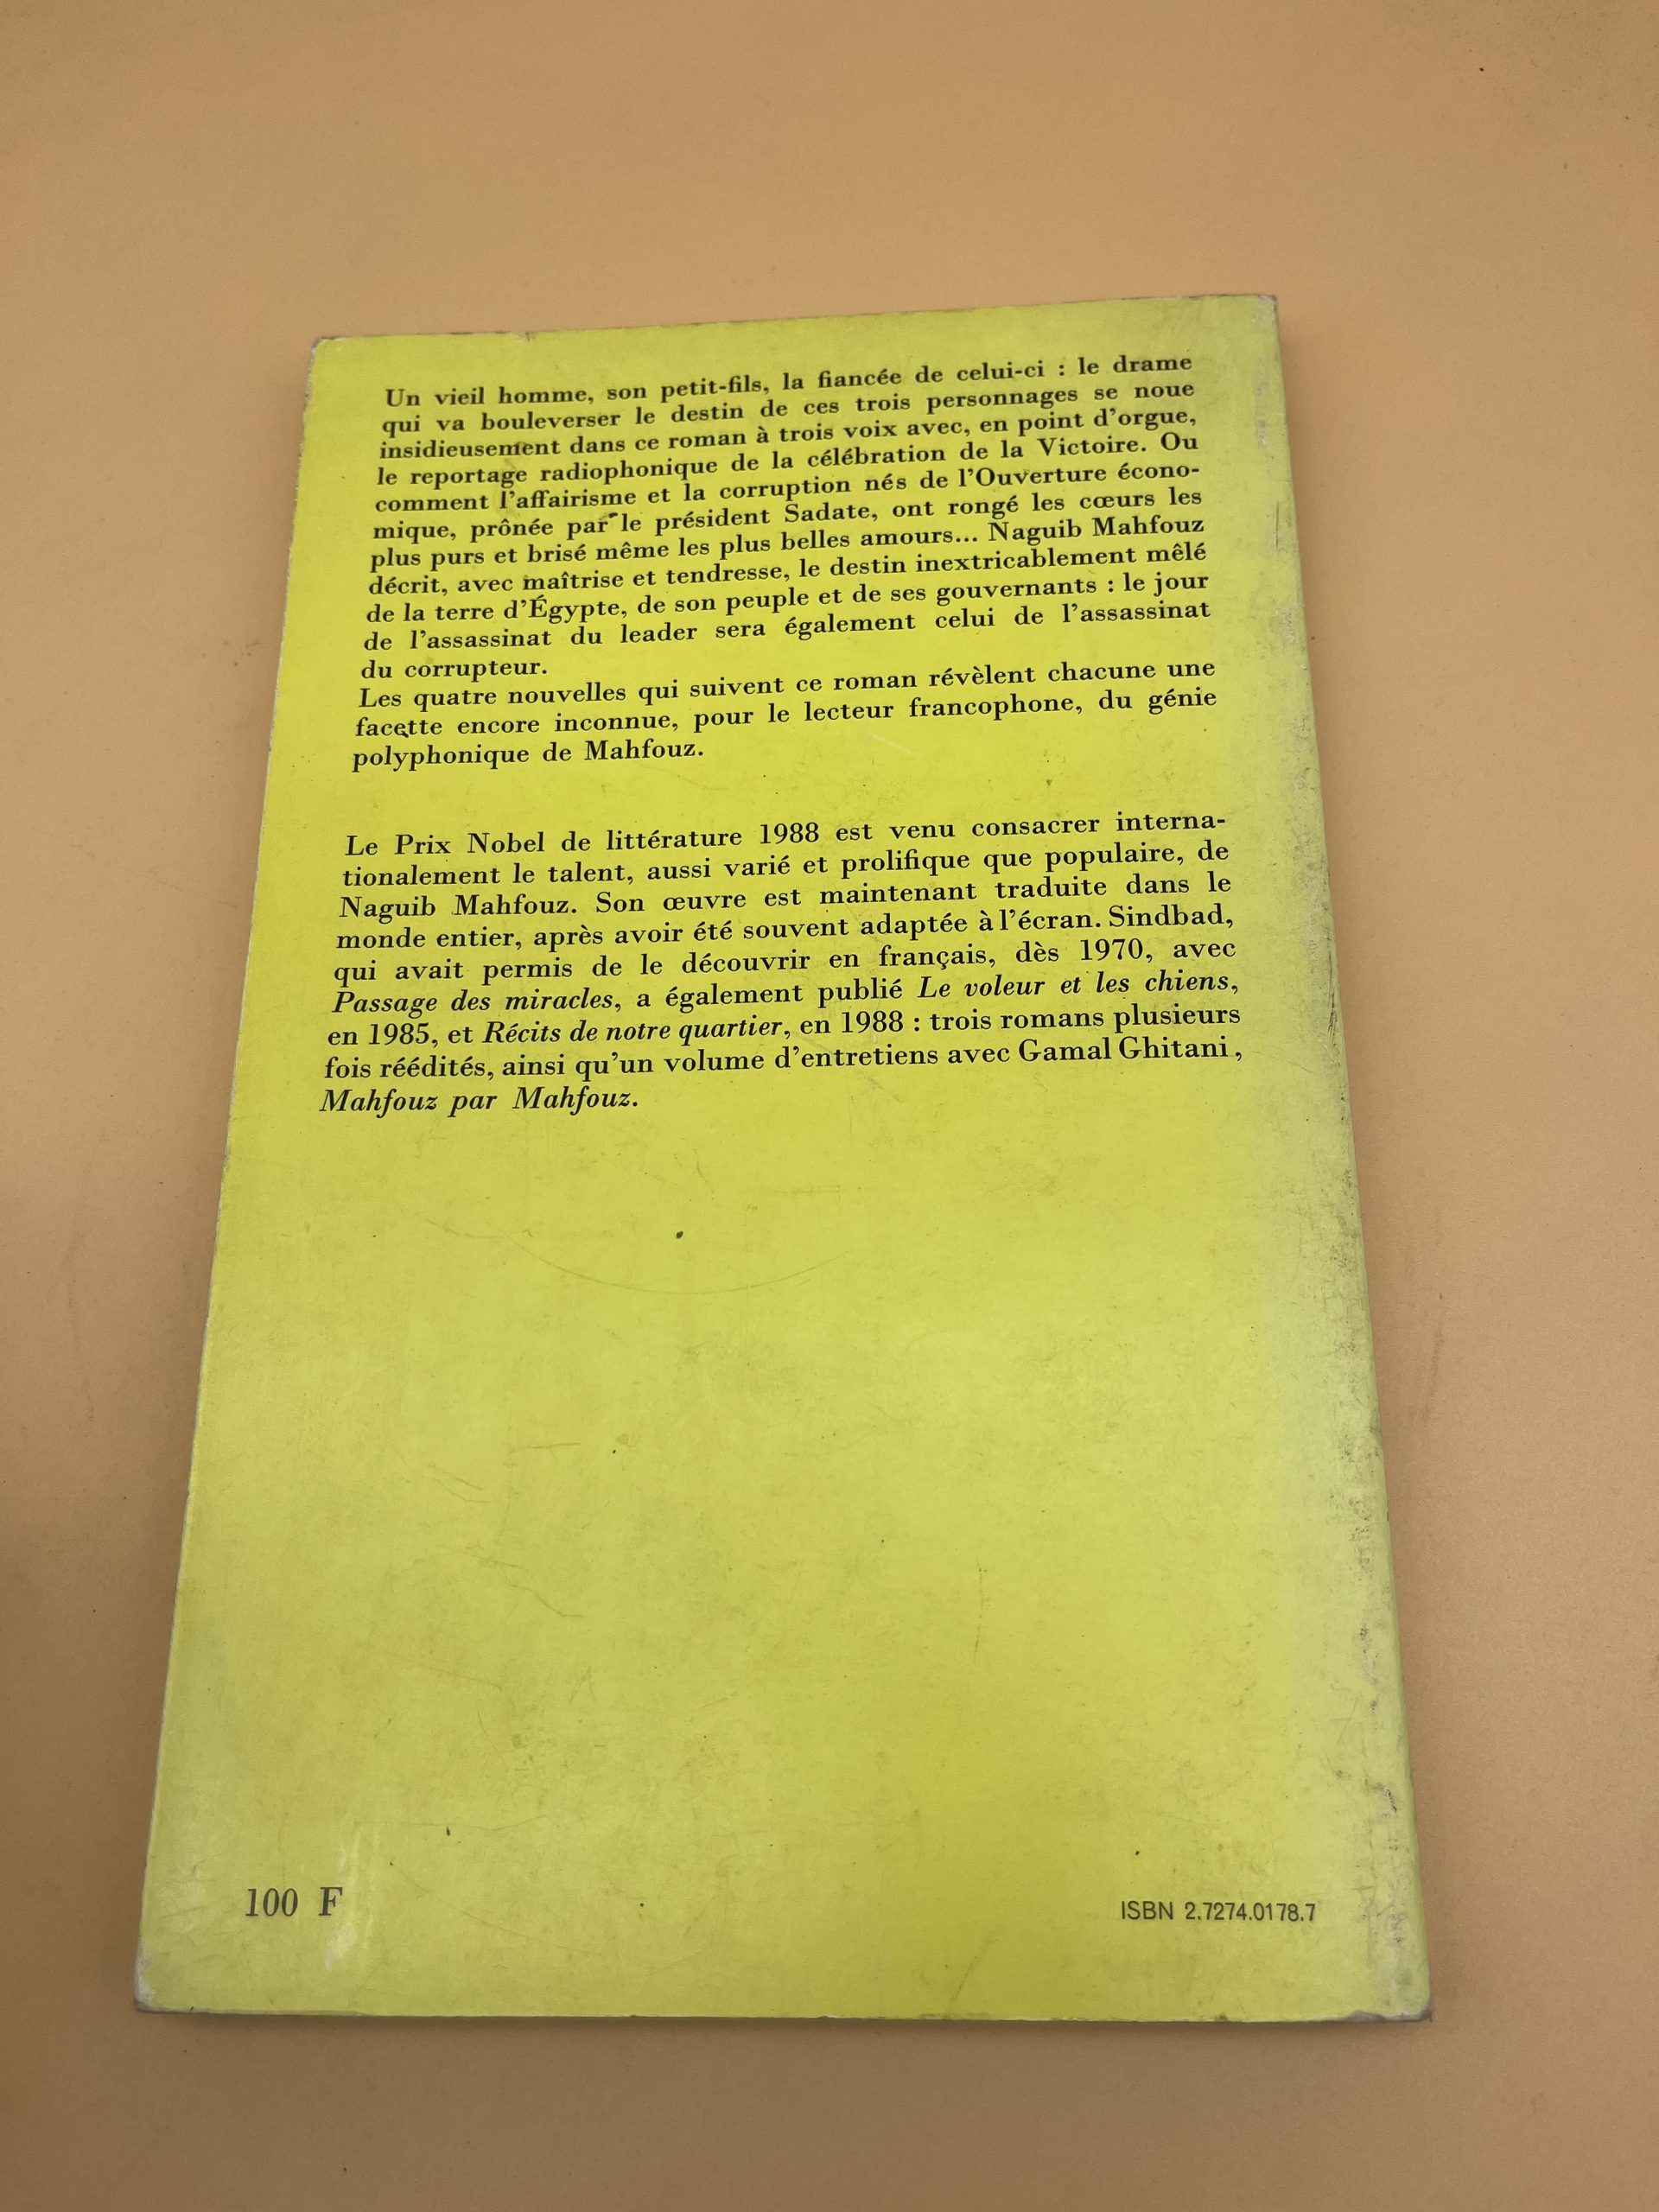 Un vieil homme, son petit-fils, la fiancée de celui-ci : le drame
qui va bouleverser le destin de ces trois personnages se noue
insidieusement dans ce roman à trois voix avec, en point d'orgue,
le reportage radiophonique de la célébration de la Victoire. Ou
comment l'affairisme et la corruption nés de l'Ouverture écono-
mique, prônée par le président Sadate, ont rongé les cœurs les
plus purs et brisé même les plus belles amours... Naguib Mahfouz
décrit, avec maîtrise et tendresse, le destin inextricablement mêlé
de la terre d'Égypte, de son peuple et de ses gouvernants : le jour
de l'assassinat du leader sera également celui de l'assassinat
du corrupteur.
Les quatre nouvelles qui suivent ce roman révèlent chacune une
facette encore inconnue, pour le lecteur francophone, du génie
polyphonique de Mahfouz.
Le Prix Nobel de littérature 1988 est venu consacrer interna-
tionalement le talent, aussi varié et prolifique que populaire, de
Naguib Mahfouz. Son œuvre est maintenant traduite dans le
monde entier, après avoir été souvent adaptée à l'écran. Sindbad,
qui avait permis de le découvrir en français, dès 1970, avec
Passage des miracles, a également publié Le voleur et les chiens,
en 1985, et Récits de notre quartier, en 1988 : trois romans plusieurs
fois réédités, ainsi qu'un volume d'entretiens avec Gamal Ghitani,
Mahfouz par Mahfouz.
100 F
ISBN 2.7274.0178.7